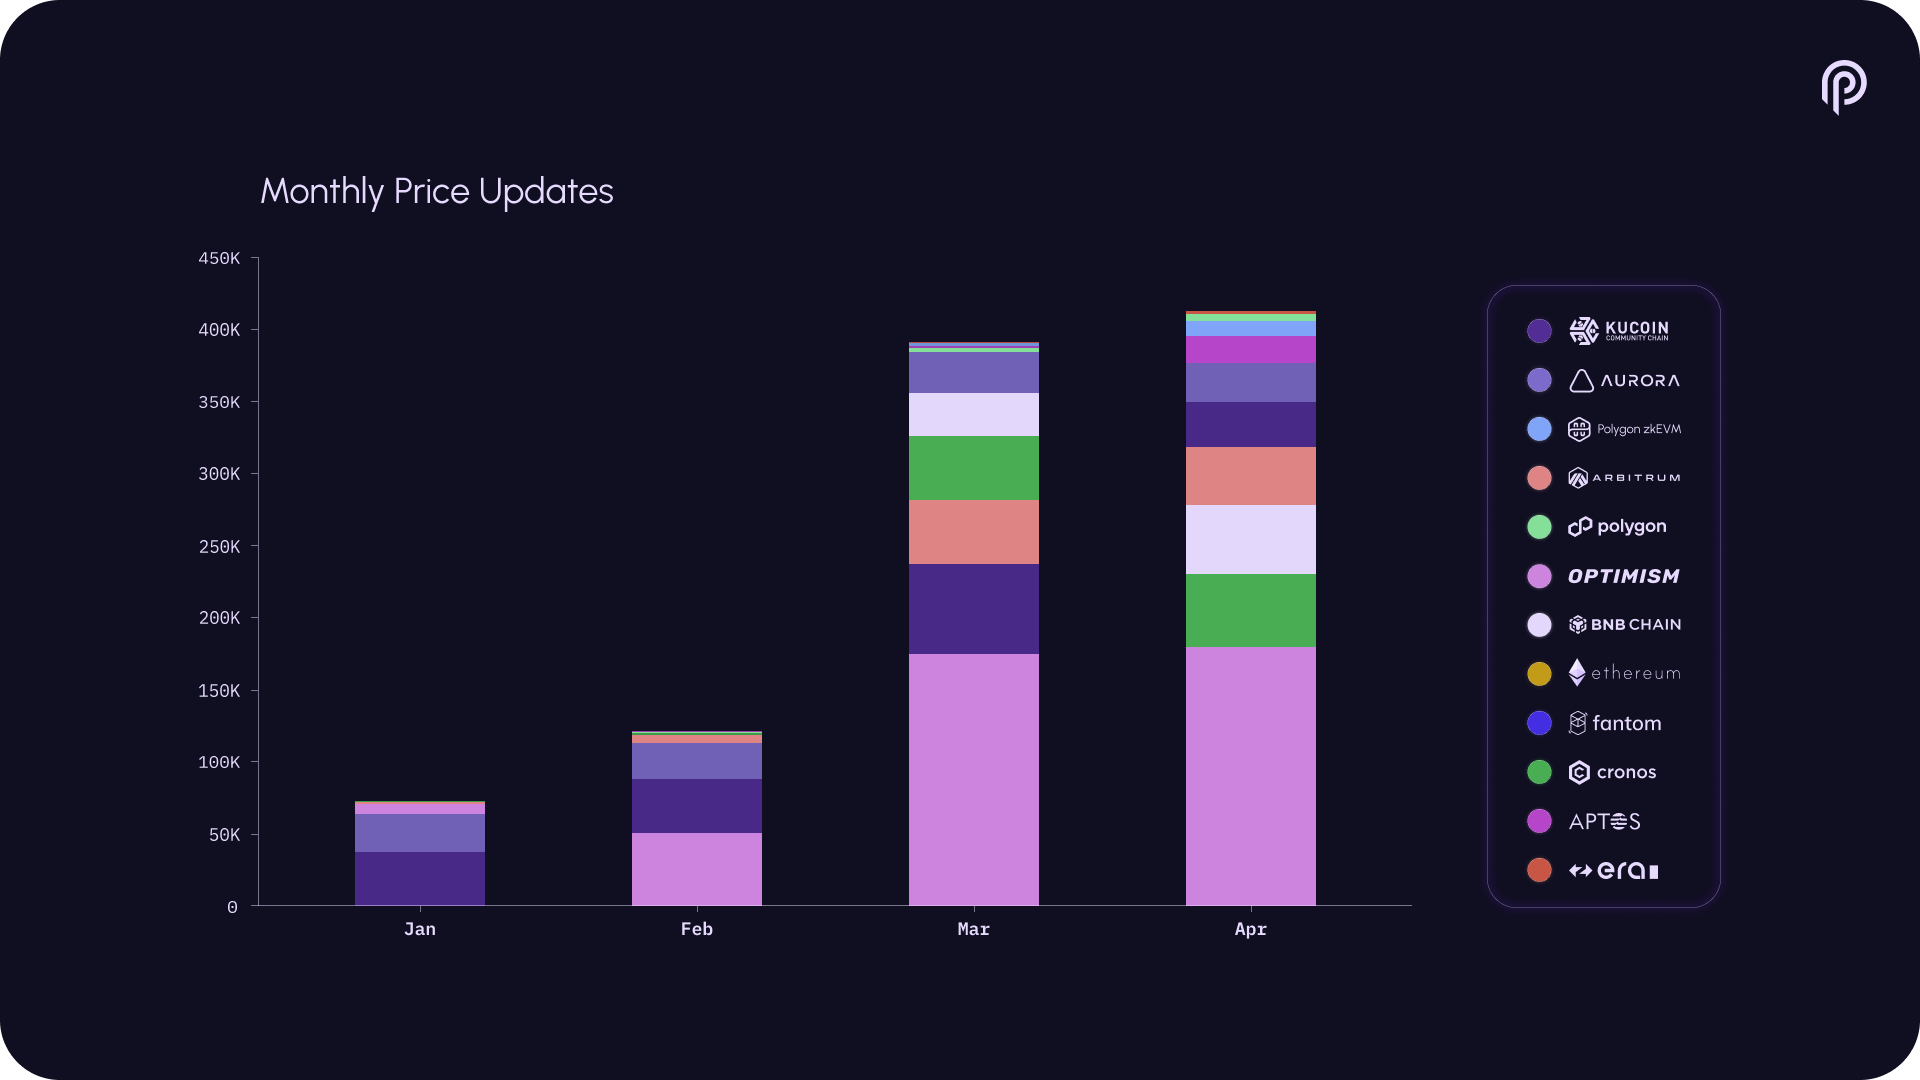 Monthly Price Updates
450K
400K
350K
300K
250K
200K
150K
100K
50K
0
Jan
Feb
Mar
Apr
KUCOIN
COMMUNITY CHAIN
AURORA
Polygon zkEVM
ARBITRUM
polygon
OPTIMISM
BNB CHAIN
ethereum
fantom
cronos
APTOS
era